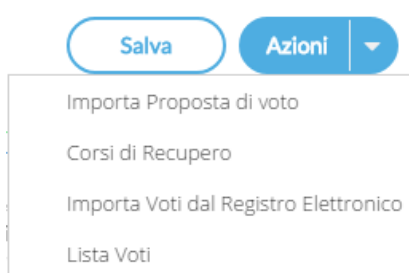 Salva
Azioni
Importa Proposta di voto
Corsi di Recupero
Importa Voti dal Registro Elettronico
Lista Voti